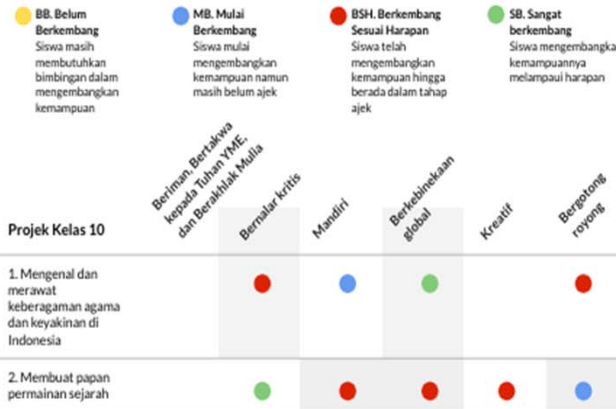 BB. Belum
Berkembang
Siswa masih
membutuhkan
bimbingan dalam
mengembangkan
kemampuan
MB. Mulai
Berkembang
Siswa mulai
mengembangkan
kemampuan namun
masih belum ajek
BSH. Berkembang
Sesuai Harapan
Siswa telah
mengembangkan
kemampuan hingga
berada dalam tahap
ajek
SB. Sangat
berkembang
Siswa mengembangka
kemampuannya
melampaui harapan
Projek Kelas 10
Beriman, Bertakwa
kepada Tuhan YME,
dan Berakhlak Mulia
Bernalar kritis
Mandiri
Berkebinekaan
global
Kreatif
Bergotong
royong
1. Mengenal dan
merawat
keberagaman agama
dan keyakinan di
Indonesia
2. Membuat papan
permainan sejarah